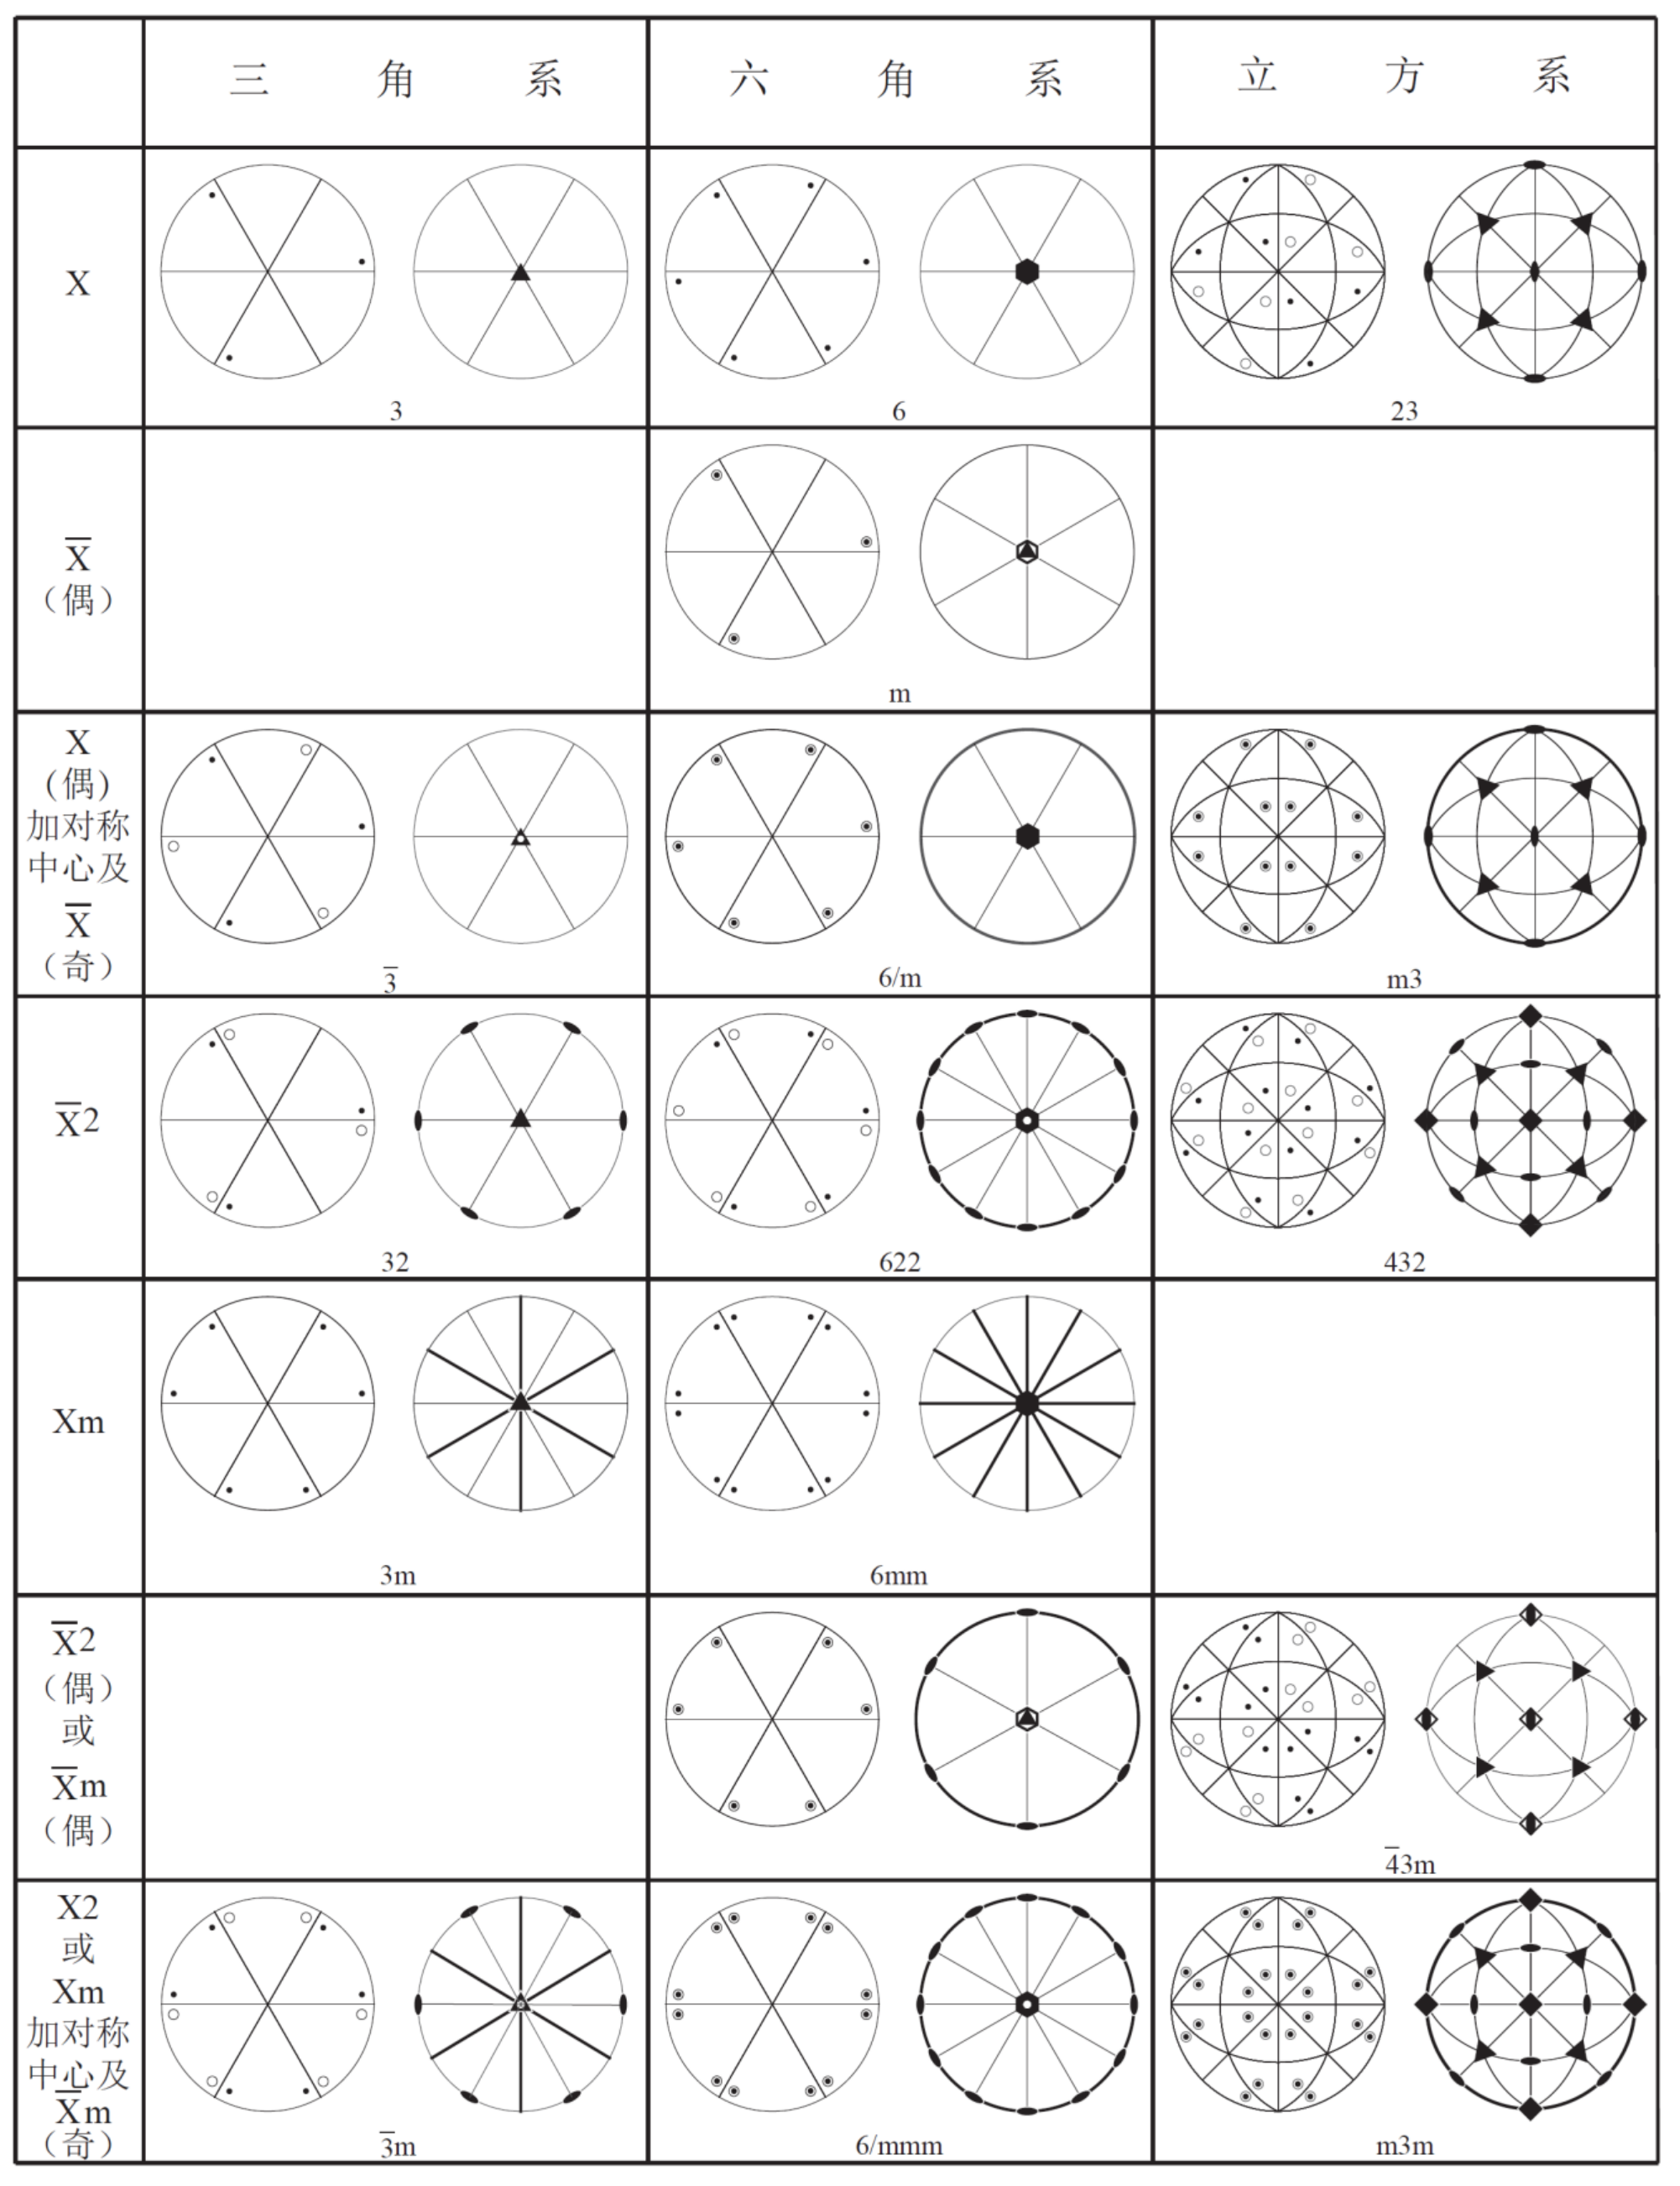 三 角 系
六 角 系
立 方 系
X
3
6
23
X̅
（偶）
m
X
(偶)
加对称
中心及
X̅
（奇）
3̅
6/m
m3
X̅2
32
622
432
Xm
3m
6mm
X̅2
（偶）
或
X̅m
（偶）
4̅3m
X2
或
Xm
加对称
中心及
X̅m
（奇）
3̅m
6/mmm
m3m